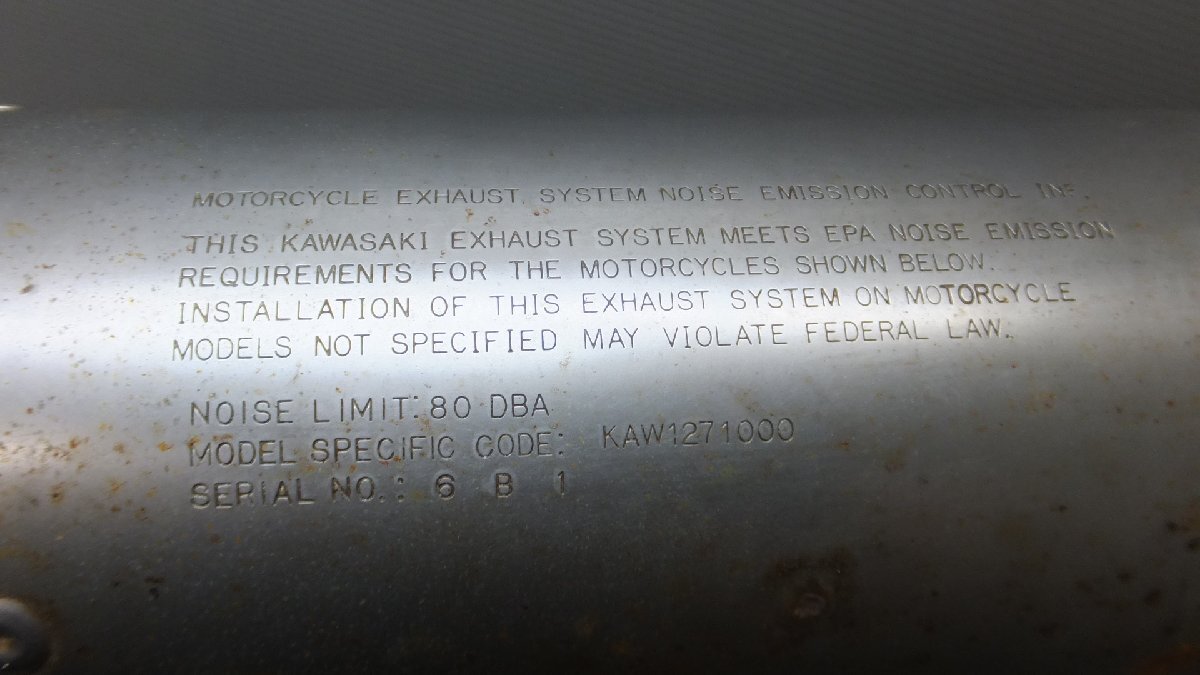 MOTORCYCLE EXHAUST SYSTEM NOISE EMISSION CONTROL INF.
THIS KAWASAKI EXHAUST SYSTEM MEETS EPA NOISE EMISSION
REQUIREMENTS FOR THE MOTORCYCLES SHOWN BELOW.
INSTALLATION OF THIS EXHAUST SYSTEM ON MOTORCYCLE
MODELS NOT SPECIFIED MAY VIOLATE FEDERAL LAW.
NOISE LIMIT: 80 DBA
MODEL SPECIFIC CODE: KAW1271000
SERIAL NO.: 6 B 1